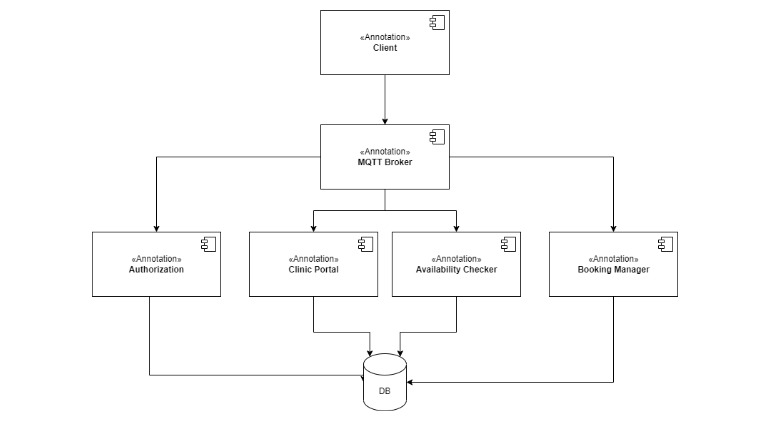 «Annotation»
Client
«Annotation»
MQTT Broker
«Annotation»
Authorization
«Annotation»
Clinic Portal
«Annotation»
Availability Checker
«Annotation»
Booking Manager
DB